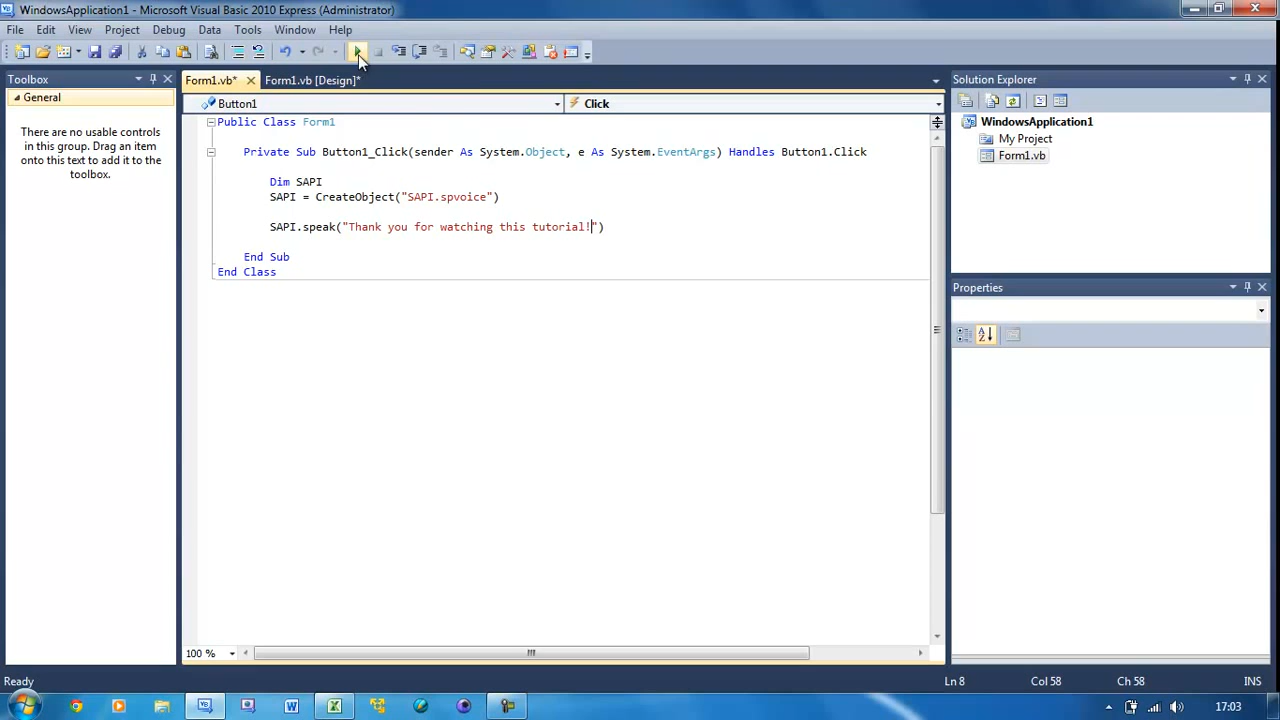 WindowsApplication1 - Microsoft Visual Basic 2010 Express (Administrator)
File Edit View Project Debug Data Tools Window Help
Toolbox
General
There are no usable controls
in this group. Drag an item
onto this text to add it to the
toolbox.
Form1.vb* Form1.vb [Design]*
Button1 Click
Public Class Form1
Private Sub Button1_Click(sender As System.Object, e As System.EventArgs) Handles Button1.Click
Dim SAPI
SAPI = CreateObject("SAPI.spvoice")
SAPI.speak("Thank you for watching this tutorial!")
End Sub
End Class
100 %
Solution Explorer
WindowsApplication1
My Project
Form1.vb
Properties
Ready Ln 8 Col 58 Ch 58 INS
17:03